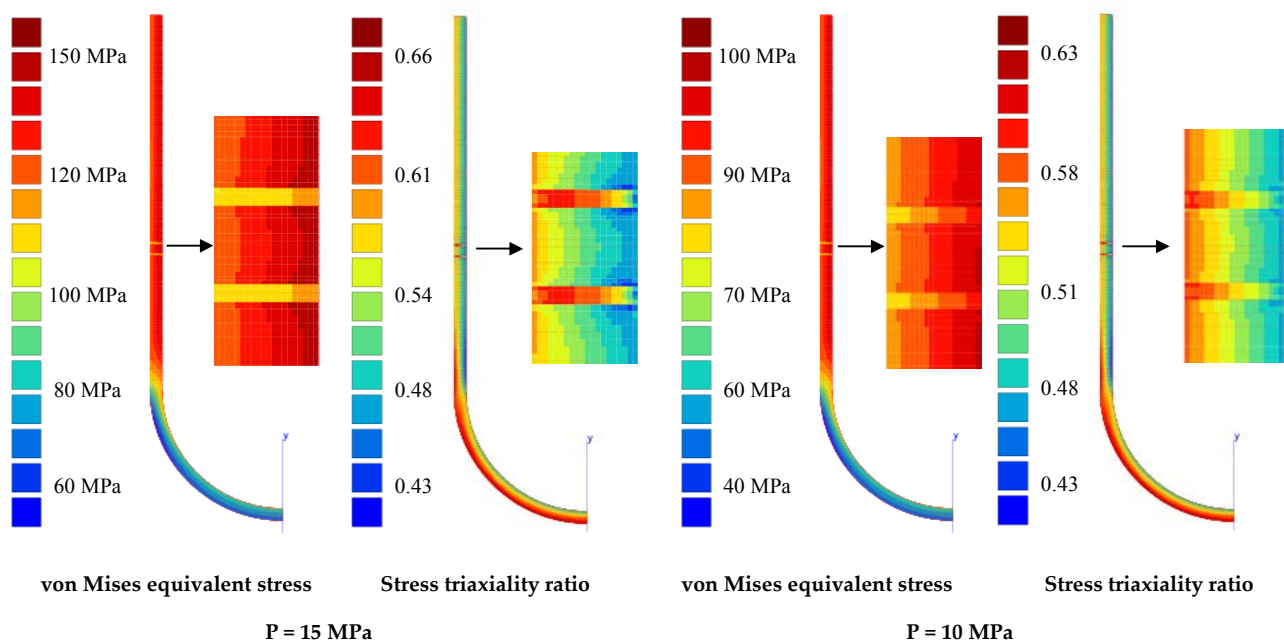 150 MPa
120 MPa
100 MPa
80 MPa
60 MPa
y
von Mises equivalent stress
0.66
0.61
0.54
0.48
0.43
y
Stress triaxiality ratio
P = 15 MPa
100 MPa
90 MPa
70 MPa
60 MPa
40 MPa
y
von Mises equivalent stress
0.63
0.58
0.51
0.48
0.43
y
Stress triaxiality ratio
P = 10 MPa